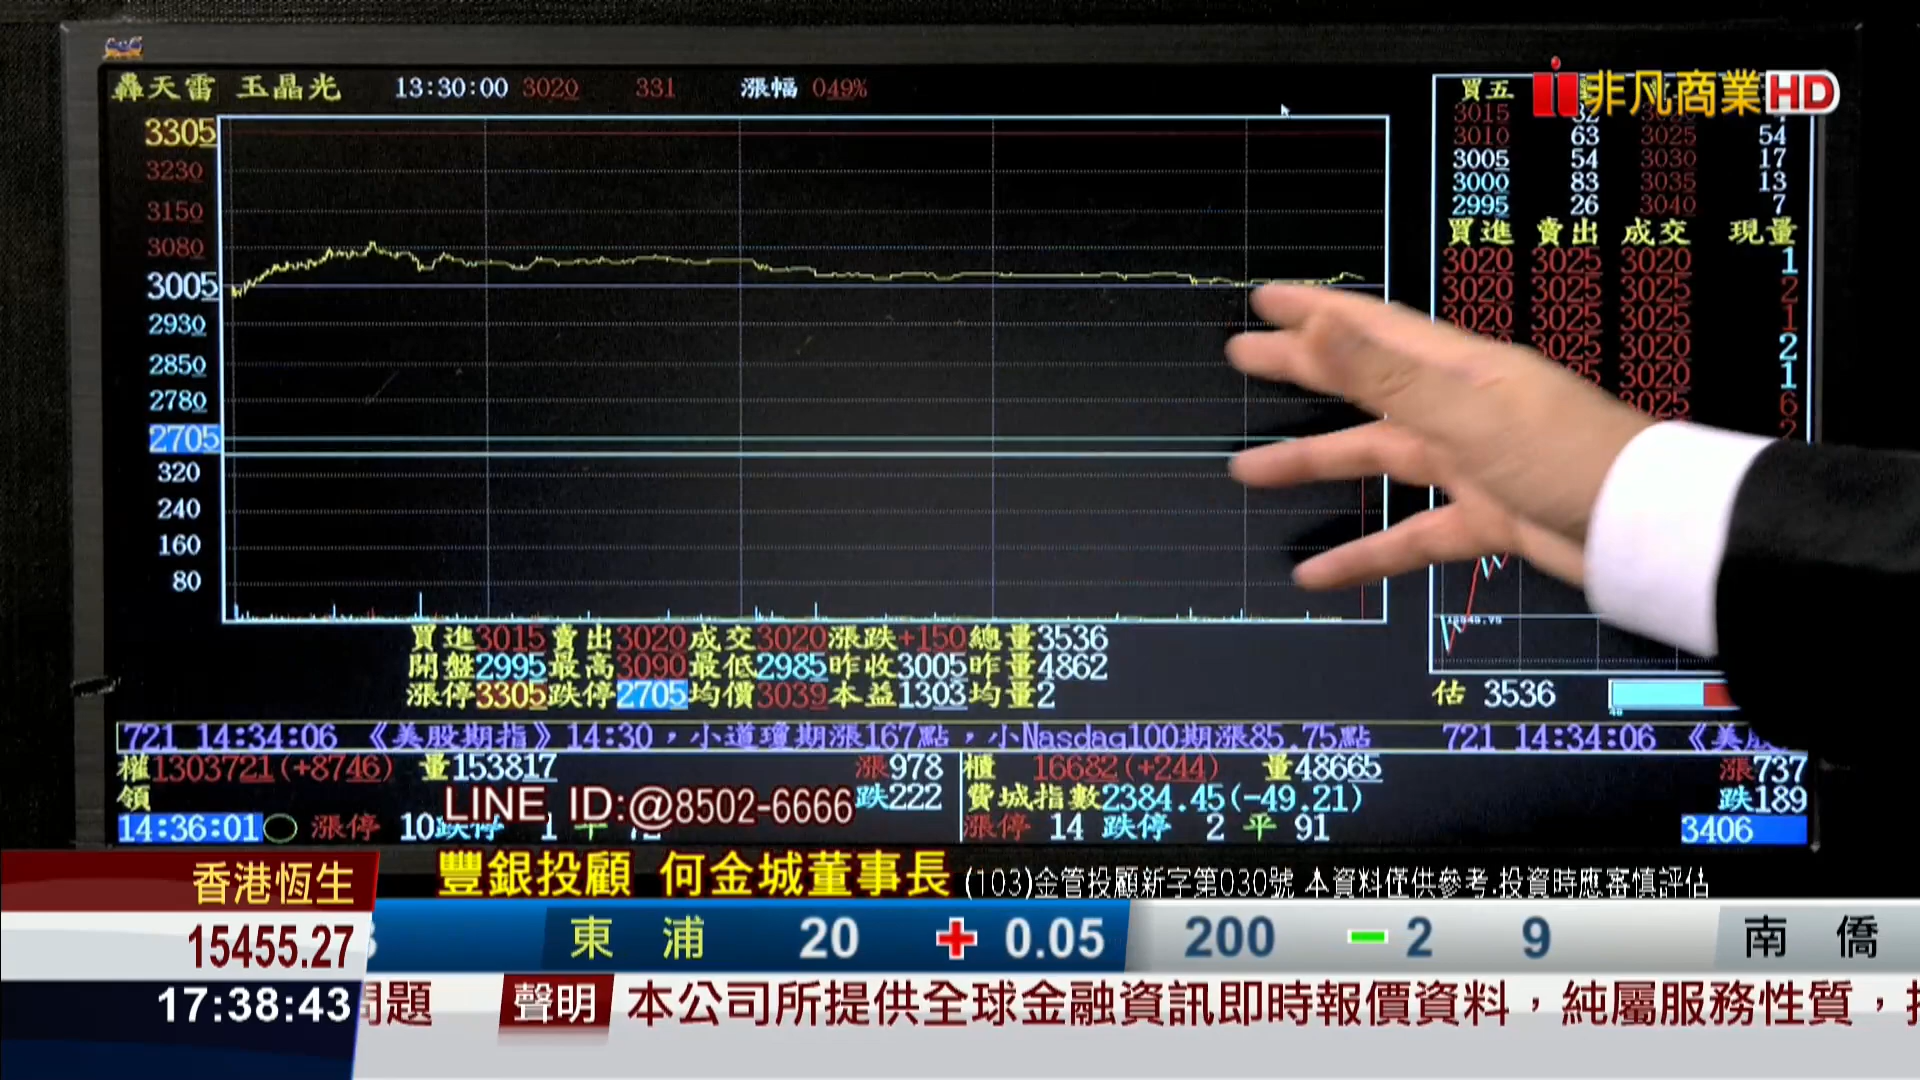 轟天雷 玉晶光 13:30:00 3020 331 漲幅 049%
非凡商業HD
3305
3230
3150
3080
3005
2930
2850
2780
2705
320
240
160
80
買五
3015
3010 63 3025 54
3005 54 3030 17
3000 83 3035 13
2995 26 3040 7
買進 賣出 成交 現量
3020 3025 3020 1
3020 3025 3025 2
3020 3025 3025 1
3025 3020 2
3020 1
3025 6
買進3015賣出3020成交3020漲跌+150總量3536
開盤2995最高3090最低2985昨收3005昨量4862
漲停3305跌停2705均價3039本益1303均量2
估 3536
721 14:34:06 《美股期指》14:30，小道瓊期漲167點，小Nasdaq100期漲85.75點 721 14:34:06 《美股
權1303721(+8746) 量153817 漲978 櫃 16682(+244) 量48665 漲737
領 LINE ID:@8502-6666 跌222 費城指數2384.45(-49.21) 跌189
14:36:01 漲停 10跌停 1 平 漲停 14 跌停 2 平 91 3406
豐銀投顧 何金城董事長 (103)金管投顧新字第030號 本資料僅供參考.投資時應審慎評估
香港恆生
15455.27
東浦 20 + 0.05 200 - 2 9 南僑
17:38:43
問題 聲明 本公司所提供全球金融資訊即時報價資料，純屬服務性質，